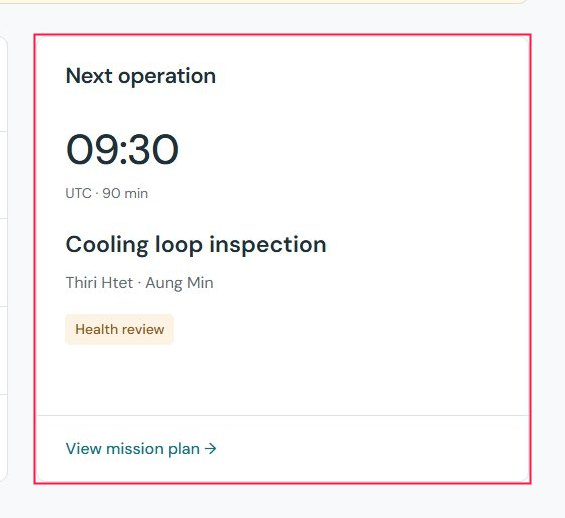 Next operation
09:30
UTC · 90 min
Cooling loop inspection
Thiri Htet · Aung Min
Health review
View mission plan →